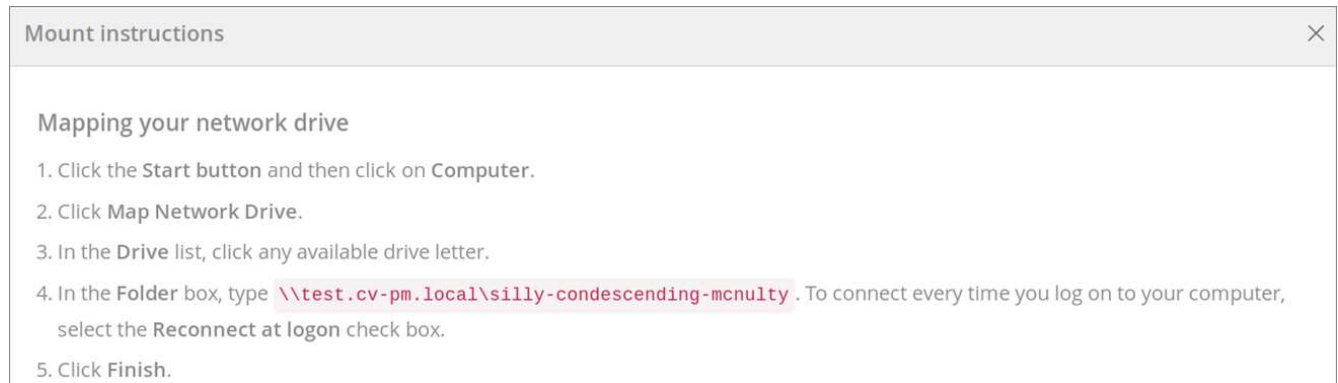 Mount instructions
Mapping your network drive
1. Click the Start button and then click on Computer.
2. Click Map Network Drive.
3. In the Drive list, click any available drive letter.
4. In the Folder box, type \\test.cv-pm.local\silly-condescending-mcnulty. To connect every time you log on to your computer,
select the Reconnect at logon check box.
5. Click Finish.